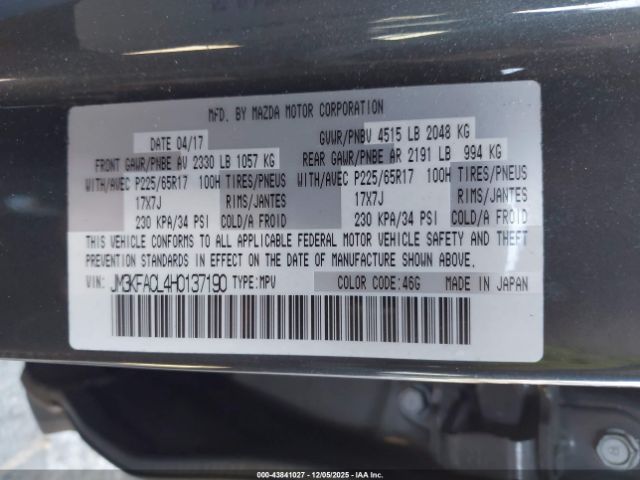 MFD. BY MAZDA MOTOR CORPORATION
DATE 04/17 GVWR/PNBV 4515 LB 2048 KG
FRONT GAWR/PNBE AV 2330 LB 1057 KG REAR GAWR/PNBE AR 2191 LB 994 KG
WITH/AVEC P225/65R17 100H TIRES/PNEUS WITH/AVEC P225/65R17 100H TIRES/PNEUS
17X7J RIMS/JANTES 17X7J RIMS/JANTES
230 KPA/34 PSI COLD/A FROID 230 KPA/34 PSI COLD/A FROID
THIS VEHICLE CONFORMS TO ALL APPLICABLE FEDERAL MOTOR VEHICLE SAFETY AND THEFT
PREVENTION STANDARDS IN EFFECT ON THE DATE OF MANUFACTURE SHOWN ABOVE.
VIN: JM3KFACL4H0137190 TYPE:MPV COLOR CODE:46G MADE IN JAPAN
000-43841027 - 12/05/2025 - IAAI.COM